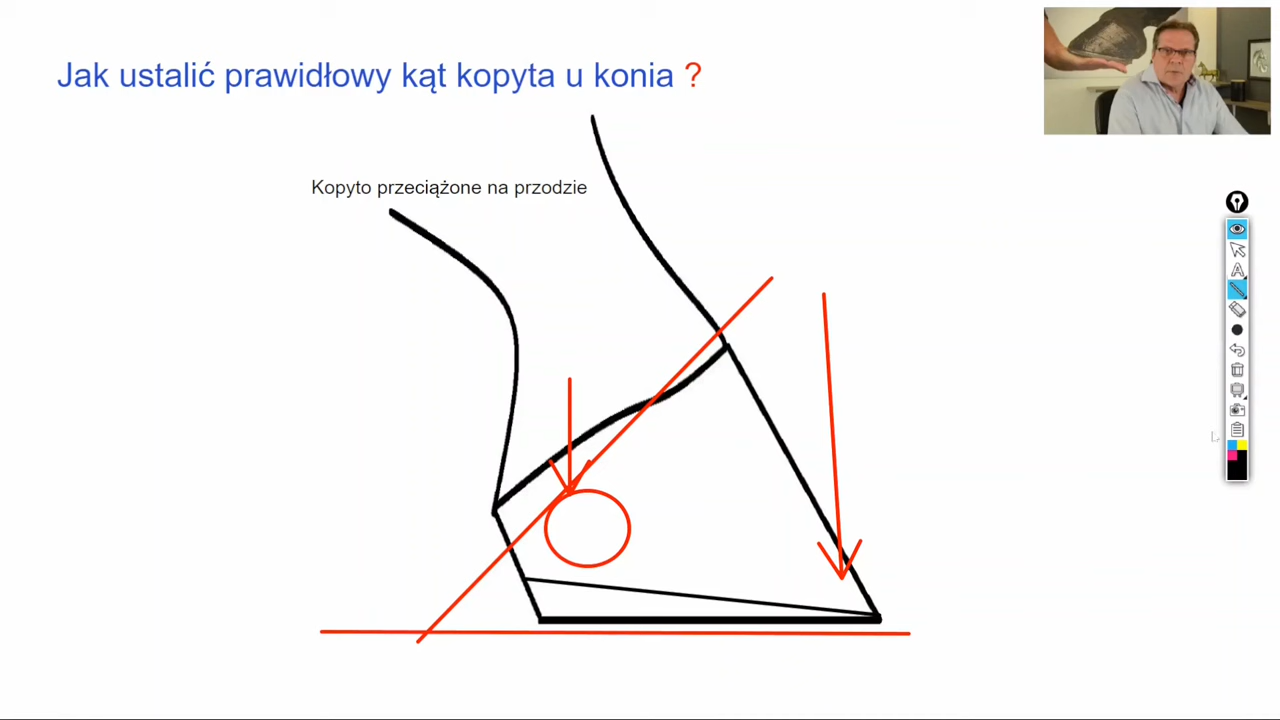 Jak ustalić prawidłowy kąt kopyta u konia ?
Kopyto przeciążone na przodzie